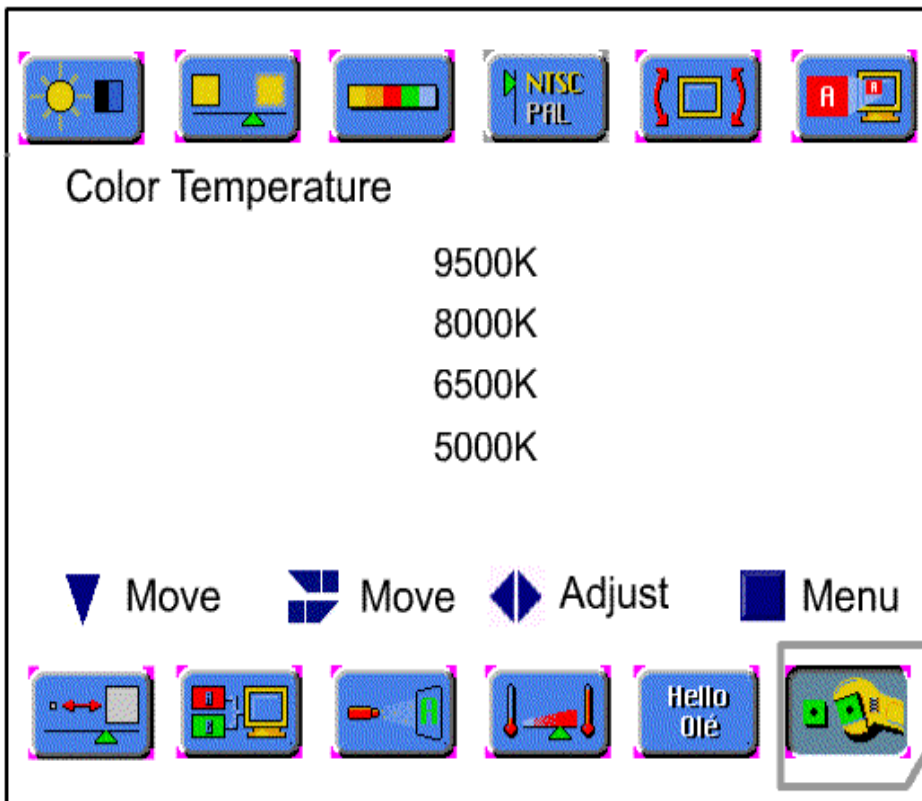 NTSC
PAL
A A
Color Temperature
9500K
8000K
6500K
5000K
Move Move Adjust Menu
A
Hello
Olé